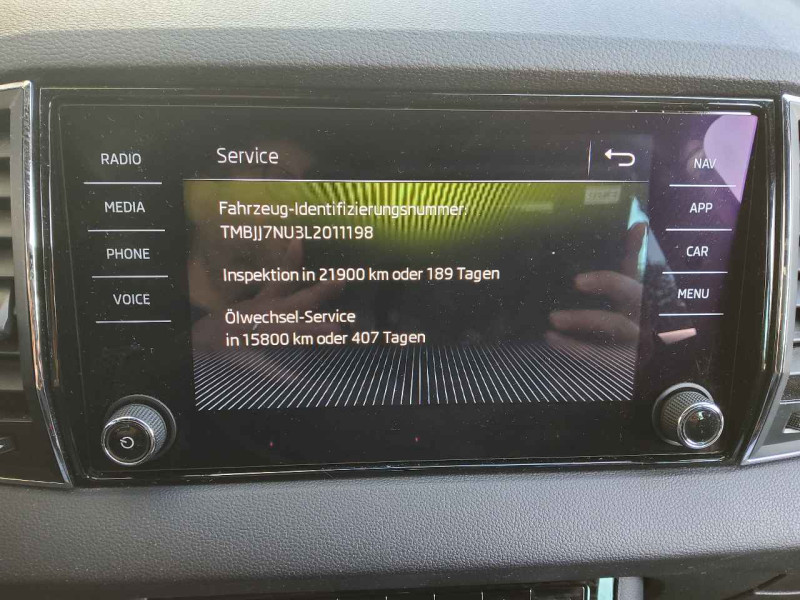 Service
RADIO
MEDIA
PHONE
VOICE
Fahrzeug-Identifizierungsnummer:
TMBJJ7NU3L2011198
Inspektion in 21900 km oder 189 Tagen
Ölwechsel-Service
in 15800 km oder 407 Tagen
NAV
APP
CAR
MENU